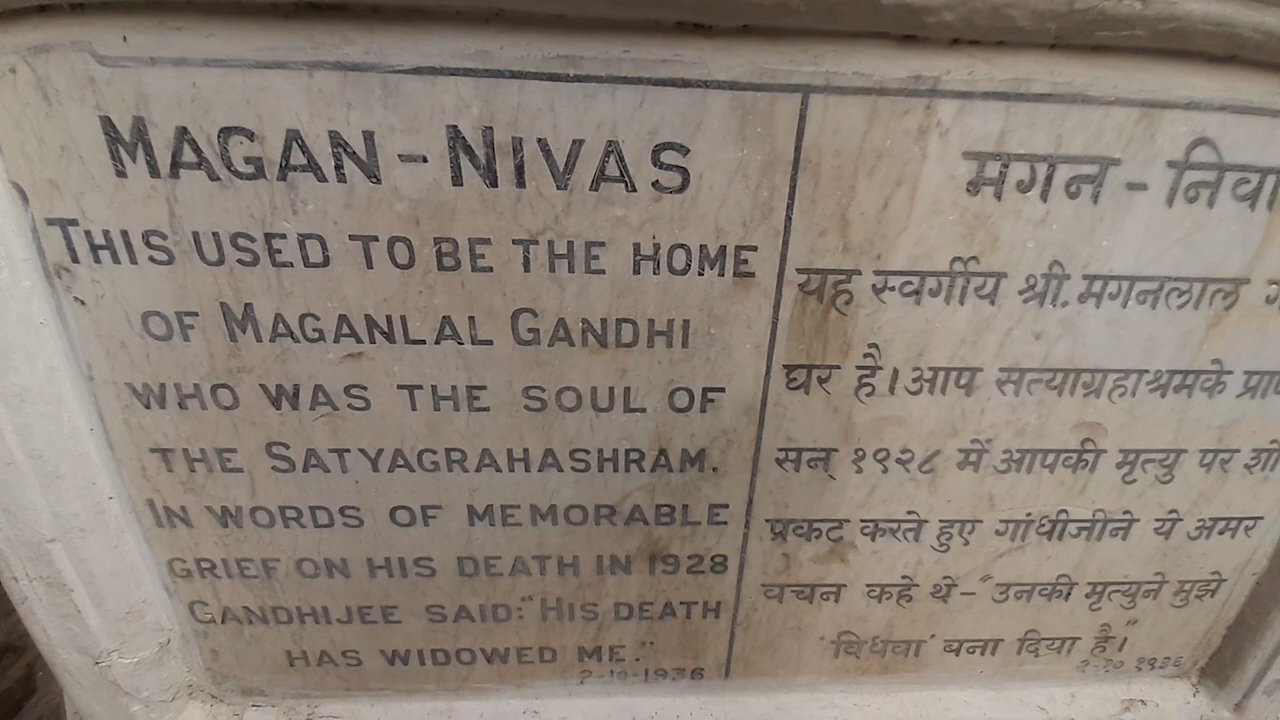 MAGAN-NIVAS
THIS USED TO BE THE HOME
OF MAGANLAL GANDHI
WHO WAS THE SOUL OF
THE SATYAGRAHASHRAM.
IN WORDS OF MEMORABLE
GRIEF ON HIS DEATH IN 1928
GANDHIJEE SAID:"HIS DEATH
HAS WIDOWED ME."
2-10-1936
मगन-निवा
यह स्वर्गीय श्री.मगनलाल
घर है।आप सत्याग्रहाश्रमके
सन् १९२८ में आपकी मृत्यु पर
प्रकट करते हुए गांधीजीने ये अमर
वचन कहे थे-"उनकी मृत्युने मुझे
'विधवा' बना दिया है।"
२-१० १९३६